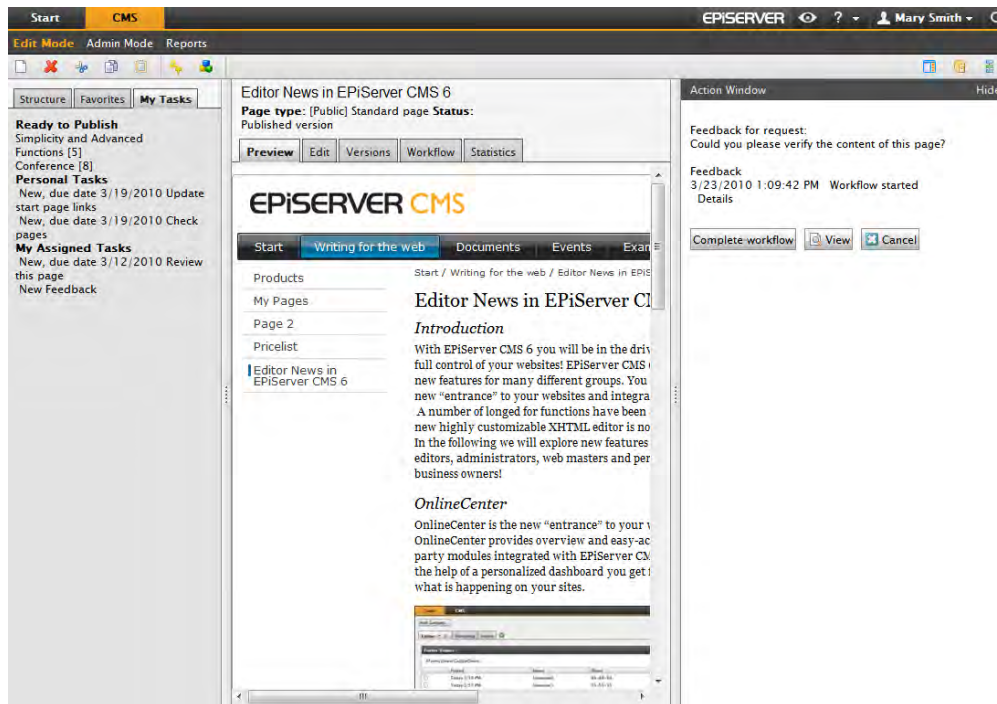 Start CMS EPiSERVER ? Mary Smith
Edit Mode Admin Mode Reports
Structure Favorites My Tasks
Ready to Publish
Simplicity and Advanced
Functions [5]
Conference [8]
Personal Tasks
New, due date 3/19/2010 Update
start page links
New, due date 3/19/2010 Check
pages
My Assigned Tasks
New, due date 3/12/2010 Review
this page
New Feedback
Editor News in EPiServer CMS 6
Page type: [Public] Standard page Status:
Published version
Preview Edit Versions Workflow Statistics
EPiSERVER CMS
Start Writing for the web Documents Events Exam
Products
My Pages
Page 2
Pricelist
Editor News in
EPiServer CMS 6
Start / Writing for the web / Editor News in EPiS
Editor News in EPiServer CM
Introduction
With EPiServer CMS 6 you will be in the driv
full control of your websites! EPiServer CMS
new features for many different groups. You
new “entrance” to your websites and integra
A number of longed for functions have been
new highly customizable XHTML editor is no
In the following we will explore new features
editors, administrators, web masters and per
business owners!
OnlineCenter
OnlineCenter is the new “entrance” to your
OnlineCenter provides overview and easy-ac
party modules integrated with EPiServer CM
the help of a personalized dashboard you get
what is happening on your sites.
Action Window Hide
Feedback for request:
Could you please verify the content of this page?
Feedback
3/23/2010 1:09:42 PM Workflow started
Details
Complete workflow View Cancel